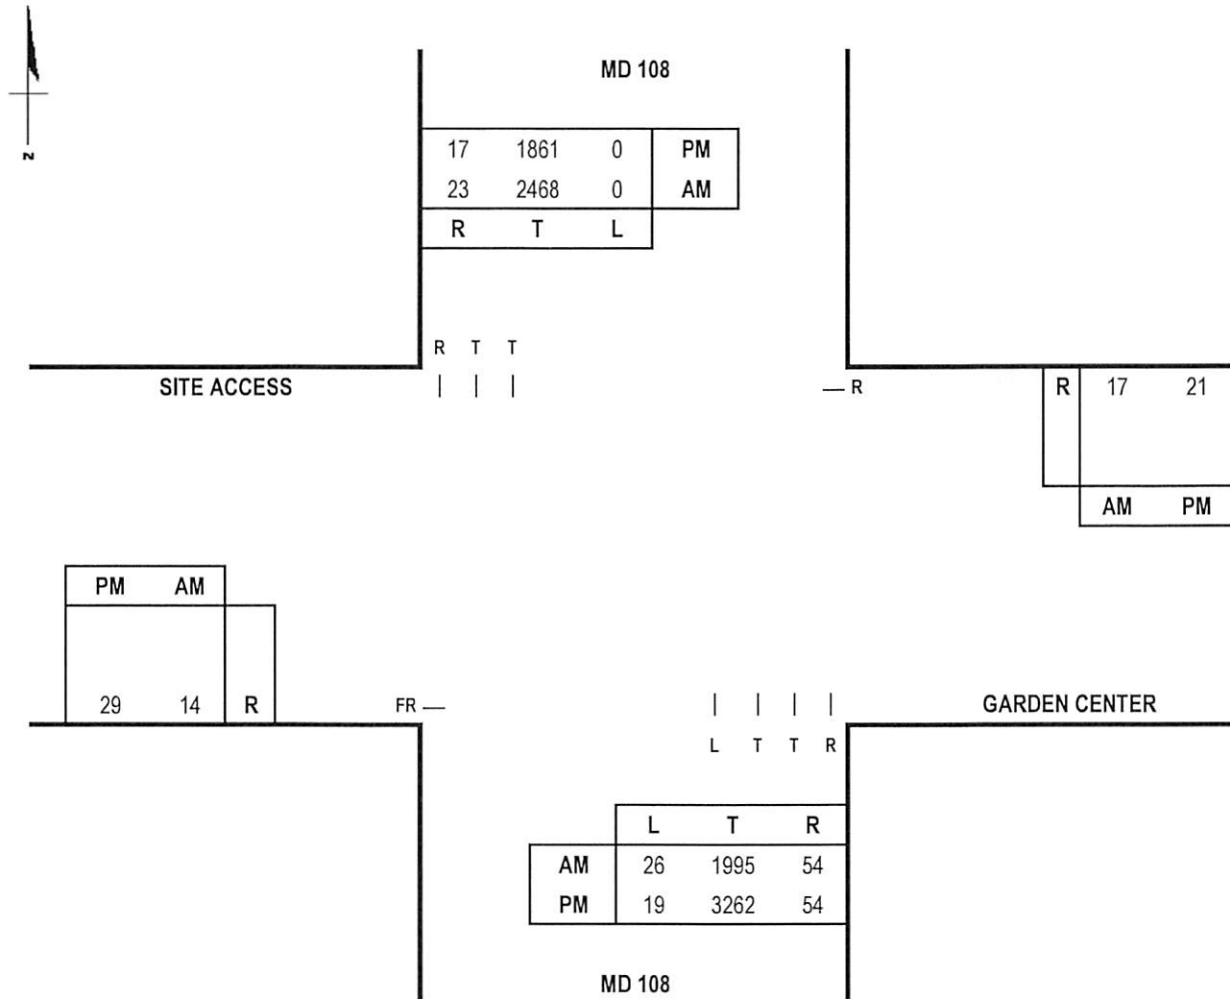 MD 108
17 1861 0 PM
23 2468 0 AM
R T L
R T T
SITE ACCESS
R
R 17 21
AM PM
PM AM
29 14 R
FR
GARDEN CENTER
L T T R
L T R
AM 26 1995 54
PM 19 3262 54
MD 108
N